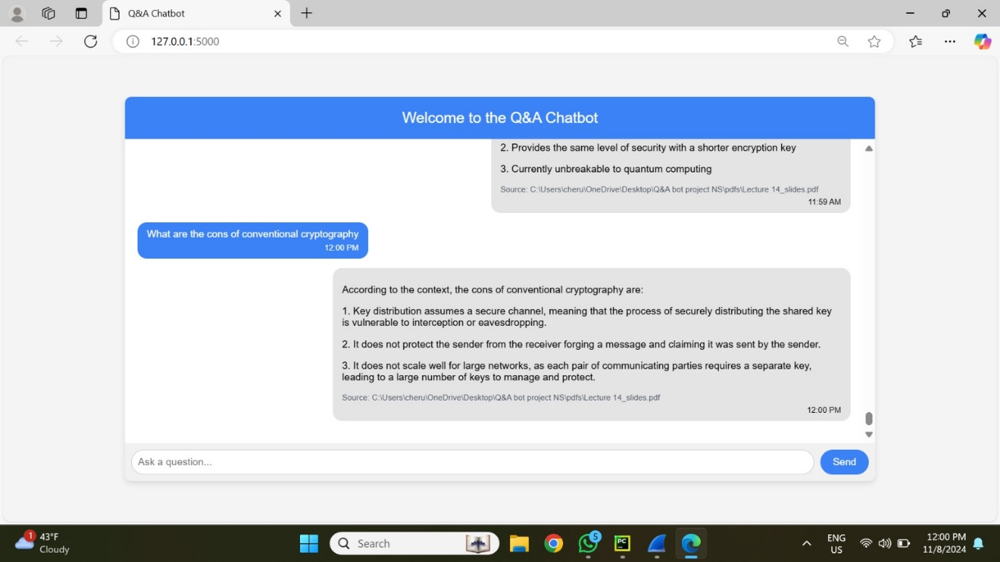 Q&A Chatbot
127.0.0.1:5000
Welcome to the Q&A Chatbot
2. Provides the same level of security with a shorter encryption key
3. Currently unbreakable to quantum computing
Source: C:\Users\cheru\OneDrive\Desktop\Q&A bot project NS\pdfs\Lecture 14_slides.pdf
11:59 AM
What are the cons of conventional cryptography
12:00 PM
According to the context, the cons of conventional cryptography are:
1. Key distribution assumes a secure channel, meaning that the process of securely distributing the shared key
is vulnerable to interception or eavesdropping.
2. It does not protect the sender from the receiver forging a message and claiming it was sent by the sender.
3. It does not scale well for large networks, as each pair of communicating parties requires a separate key,
leading to a large number of keys to manage and protect.
Source: C:\Users\cheru\OneDrive\Desktop\Q&A bot project NS\pdfs\Lecture 14_slides.pdf
12:00 PM
Ask a question...
Send
1
43°F
Cloudy
Search
5
PC
ENG
US
12:00 PM
11/8/2024